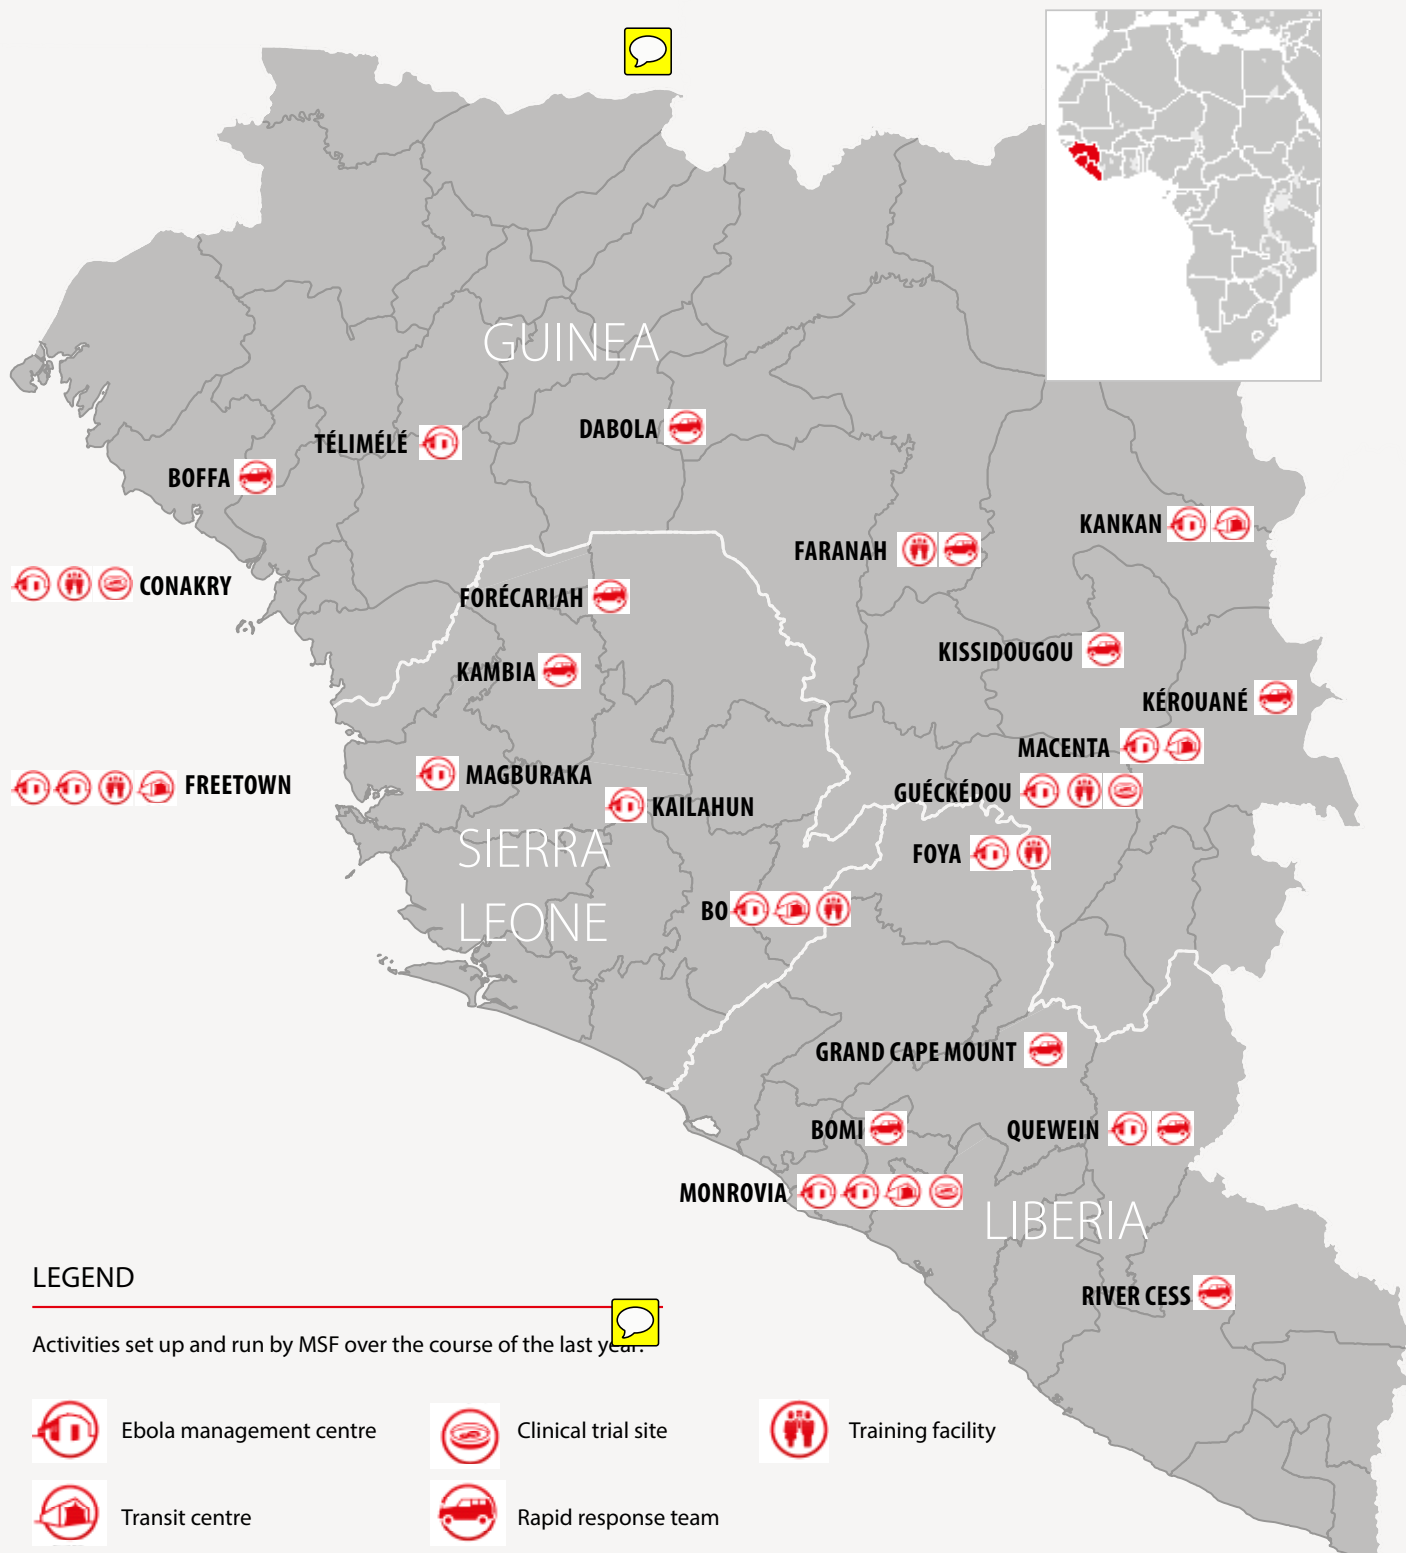 GUINEA
DABOLA
TÉLIMÉLÉ
BOFFA
KANKAN
FARANAH
CONAKRY
FORÉCARIAH
KISSIDOUGOU
KAMBIA
KÉROUANÉ
MACENTA
MAGBURAKA
FREETOWN
GUÉCKÉDOU
KAILAHUN
SIERRA
LEONE
FOYA
BO
GRAND CAPE MOUNT
BOMI
QUEWEIN
MONROVIA
LIBERIA
RIVER CESS
LEGEND
Activities set up and run by MSF over the course of the last year.
Ebola management centre
Clinical trial site
Training facility
Transit centre
Rapid response team